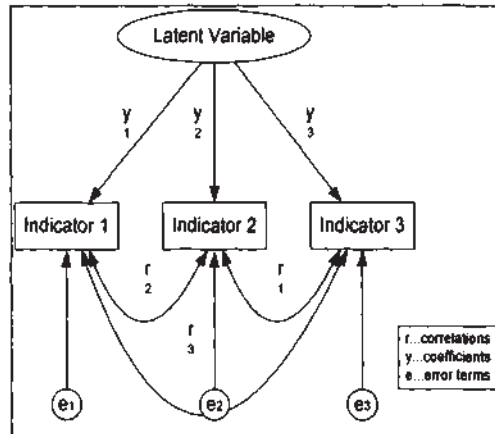 Latent Variable
y
1
y
2
y
3
Indicator 1
Indicator 2
Indicator 3
r
2
r
1
r
3
r...correlations
y...coefficients
e...error terms
e1
e2
e3